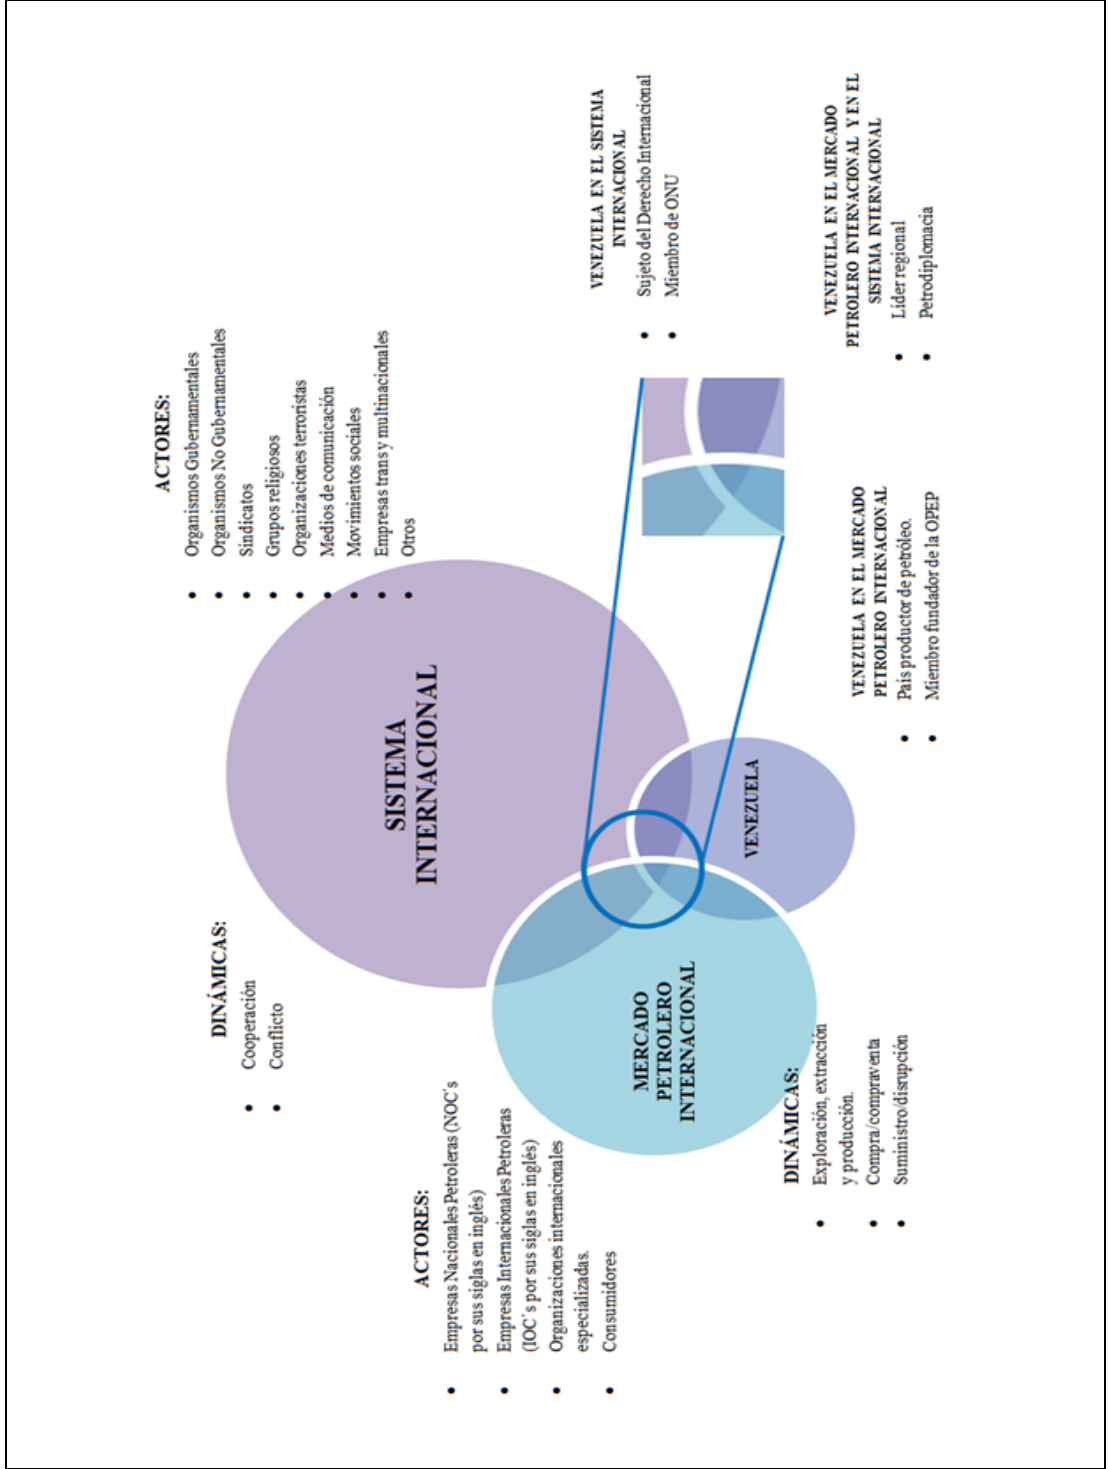 ACTORES:
• Organismos Gubernamentales
• Organismos No Gubernamentales
• Sindicatos
• Grupos religiosos
• Organizaciones terroristas
• Medios de comunicación
• Movimientos sociales
• Empresas trans y multinacionales
• Otros
DINÁMICAS:
• Cooperación
• Conflicto
SISTEMA
INTERNACIONAL
ACTORES:
• Empresas Nacionales Petroleras (NOC´s
por sus siglas en inglés)
• Empresas Internacionales Petroleras
(IOC´s por sus siglas en inglés)
• Organizaciones internacionales
especializadas.
• Consumidores
MERCADO
PETROLERO
INTERNACIONAL
VENEZUELA
DINÁMICAS:
• Exploración, extracción
y producción.
• Compra/compraventa
• Suministro/disrupción
VENEZUELA EN EL SISTEMA
INTERNACIONAL
• Sujeto del Derecho Internacional
• Miembro de ONU
VENEZUELA EN EL MERCADO
PETROLERO INTERNACIONAL
• País productor de petróleo.
• Miembro fundador de la OPEP
VENEZUELA EN EL MERCADO
PETROLERO INTERNACIONAL Y EN EL
SISTEMA INTERNACIONAL
• Líder regional
• Petrodiplomacia